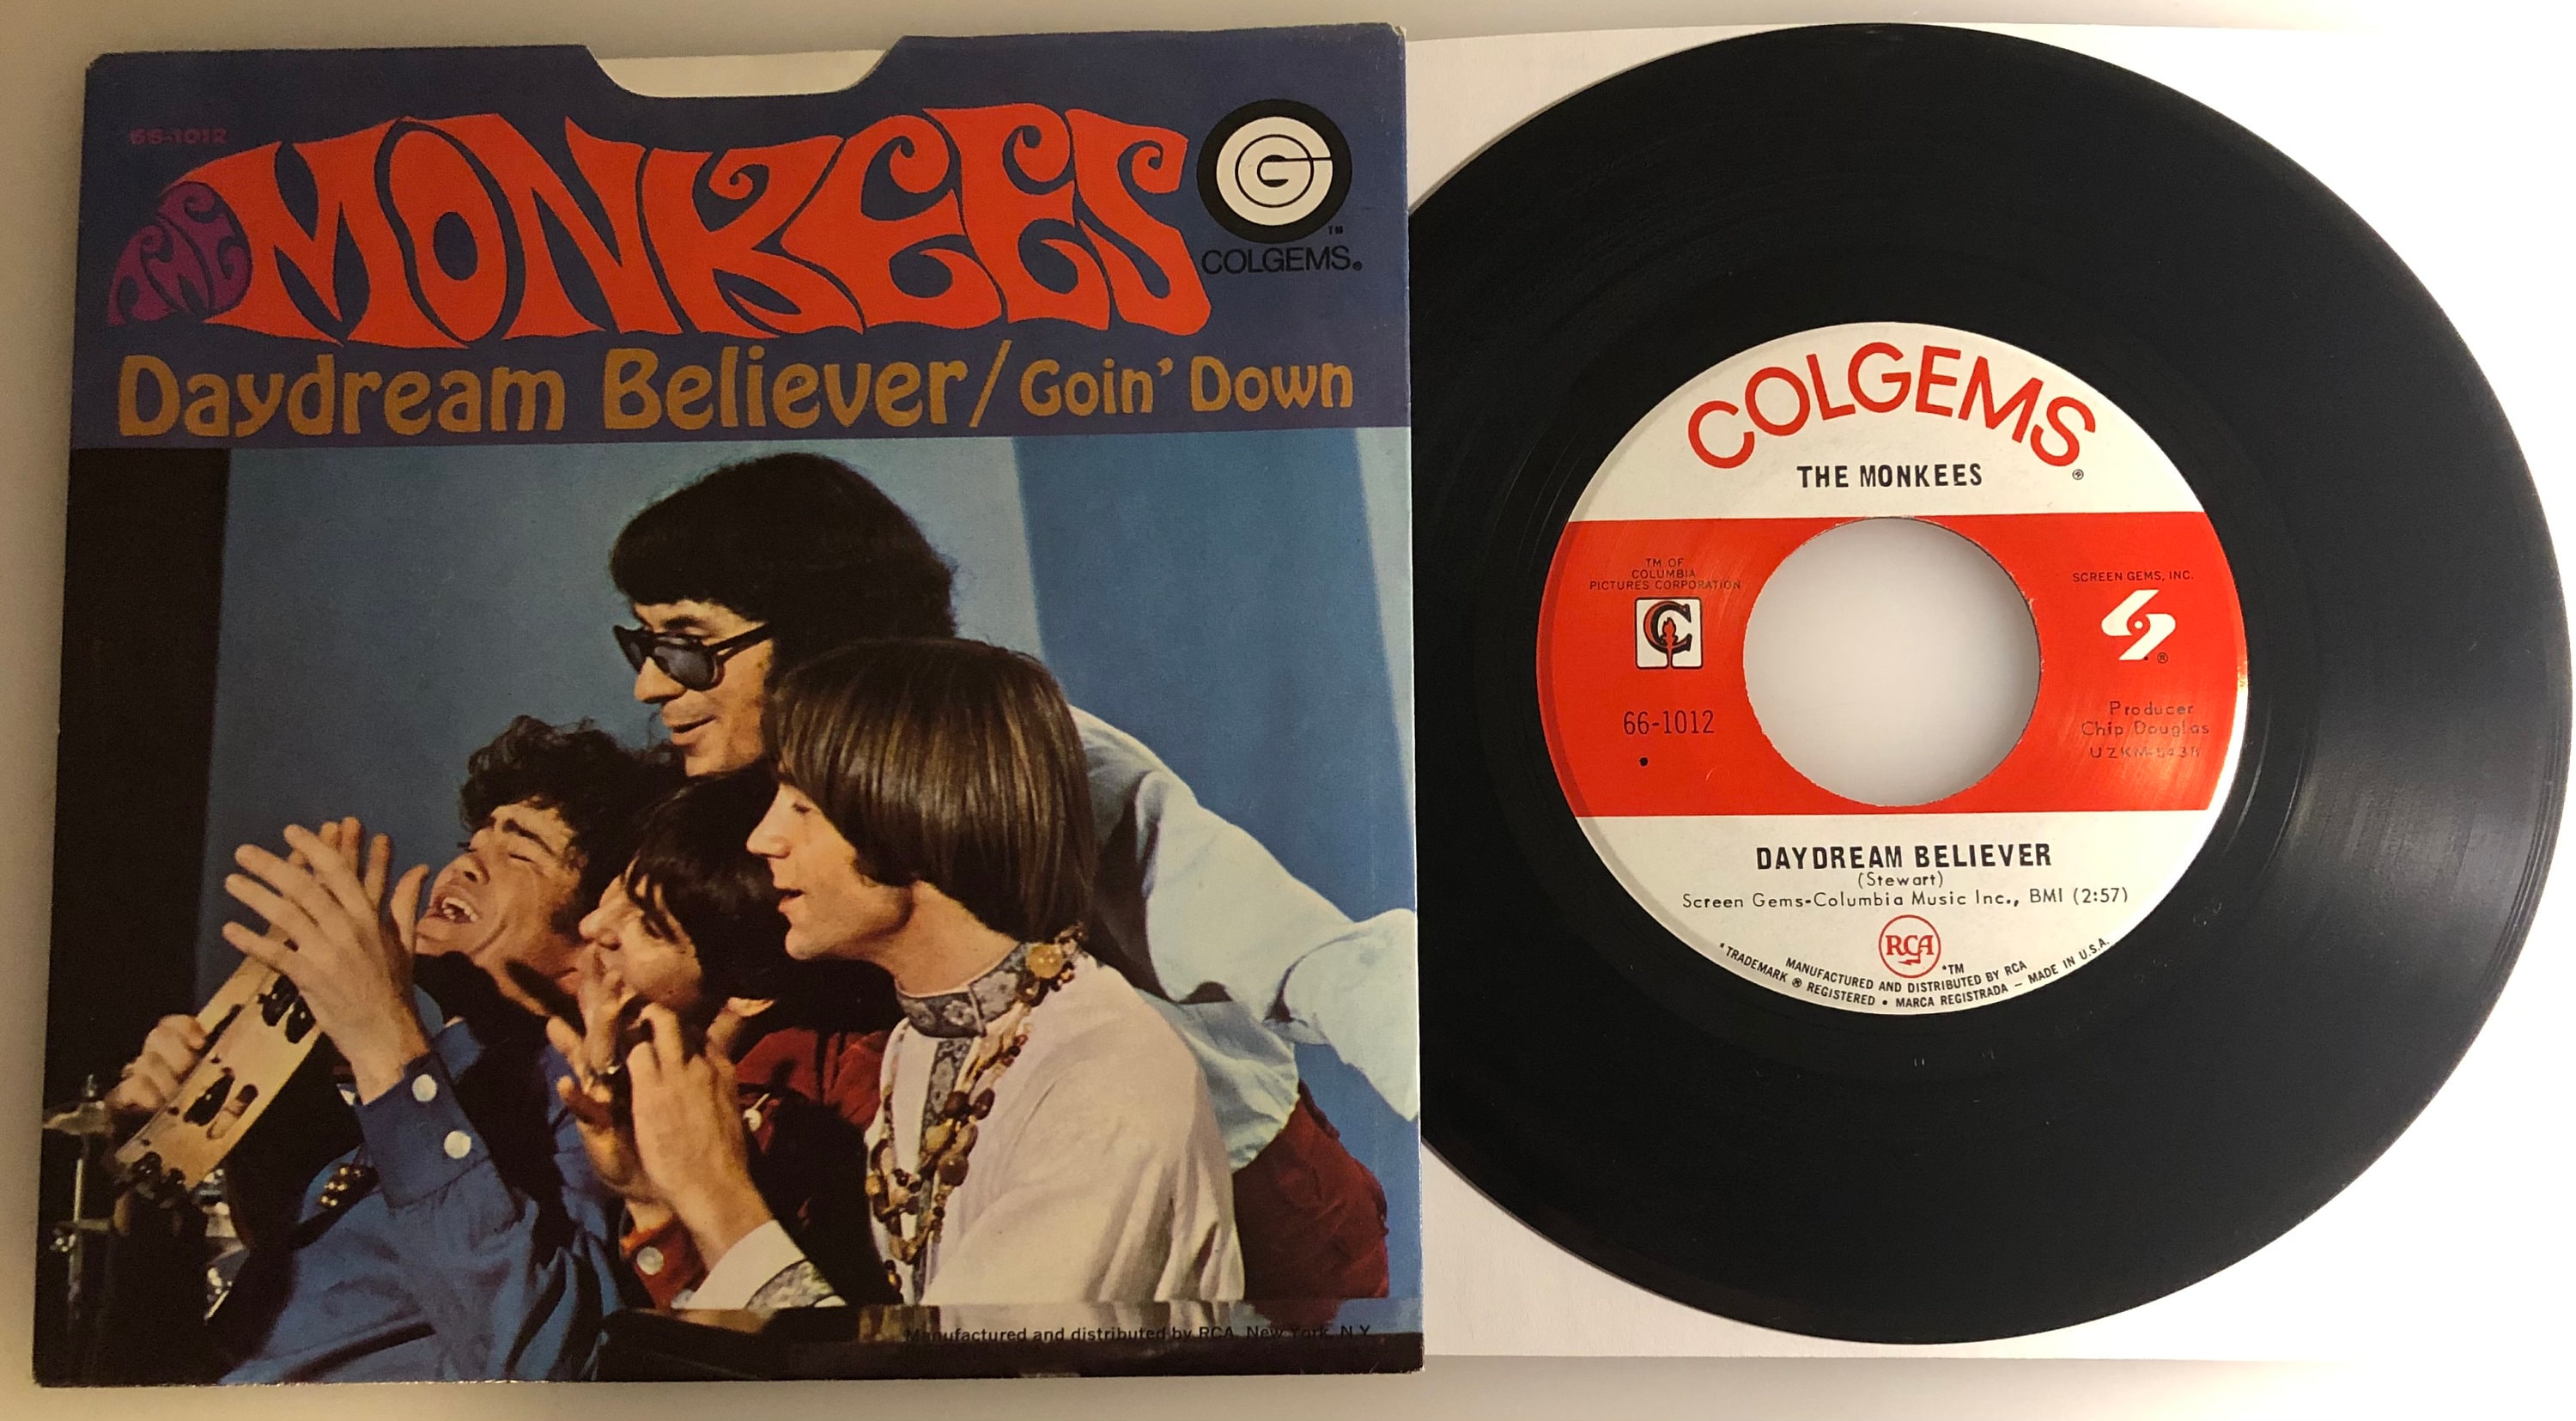 66-1012
THE MONKEES
TM
COLGEMS®
Daydream Believer/Goin' Down
Manufactured and distributed by RCA, New York, N.Y.
COLGEMS®
THE MONKEES
TM OF
COLUMBIA
PICTURES CORPORATION
C
66-1012
SCREEN GEMS, INC.
®
Producer
Chip Douglas
DAYDREAM BELIEVER
(Stewart)
Screen Gems-Columbia Music Inc., BMI (2:57)
RCA
*TM
MANUFACTURED AND DISTRIBUTED BY RCA
*TRADEMARK ® REGISTERED • MARCA REGISTRADA — MADE IN U.S.A.